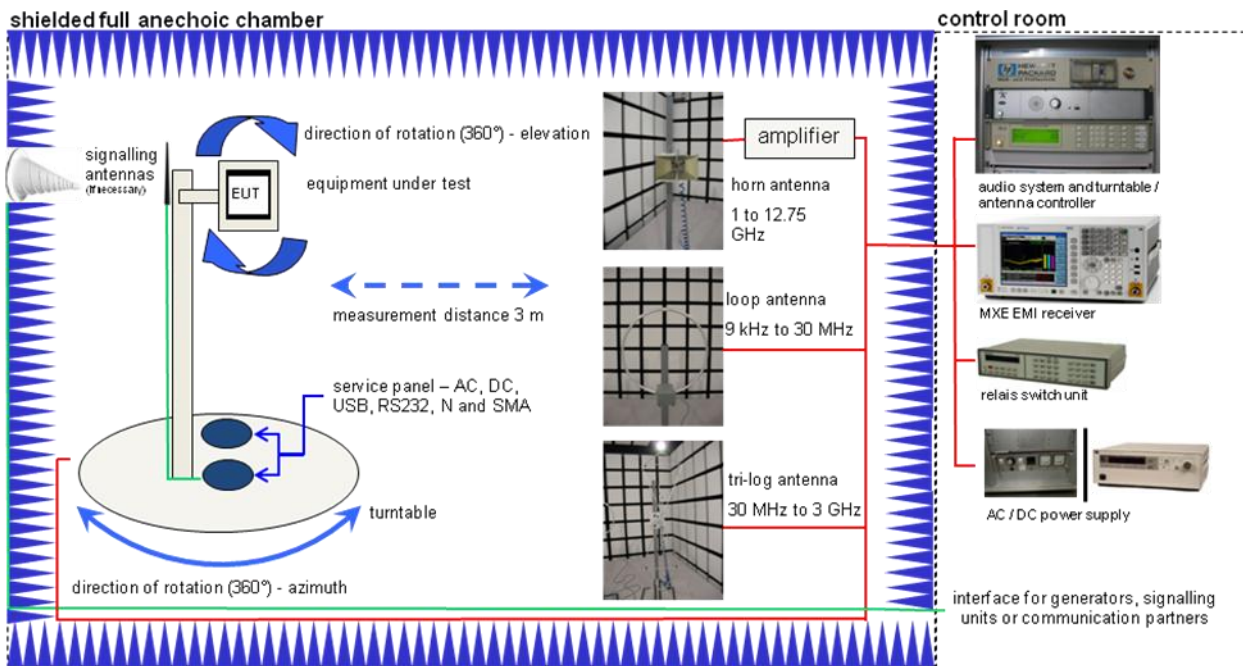 shielded full anechoic chamber
control room
direction of rotation (360°) - elevation
signalling
antennas
(if necessary)
EUT
equipment under test
measurement distance 3 m
service panel – AC, DC,
USB, RS232, N and SMA
turntable
direction of rotation (360°) - azimuth
amplifier
horn antenna
1 to 12.75
GHz
loop antenna
9 kHz to 30 MHz
tri-log antenna
30 MHz to 3 GHz
HEWLETT
PACKARD
audio system and turntable /
antenna controller
MXE EMI receiver
relais switch unit
AC / DC power supply
interface for generators, signalling
units or communication partners